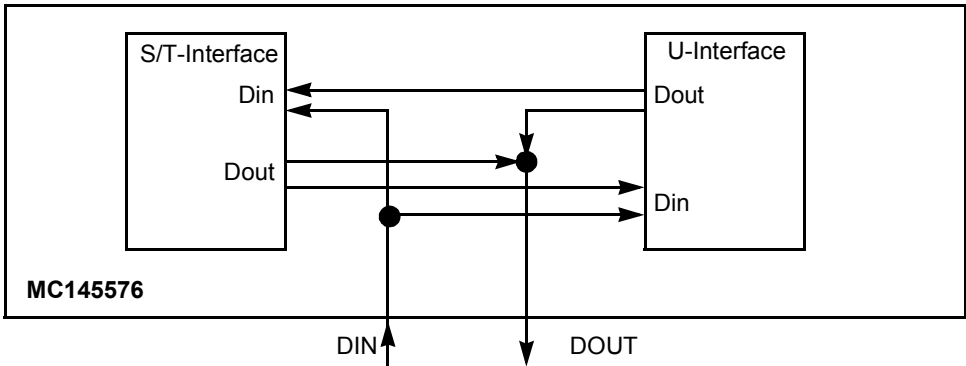 S/T-Interface
U-Interface
Din
Dout
Dout
Din
MC145576
DIN
DOUT